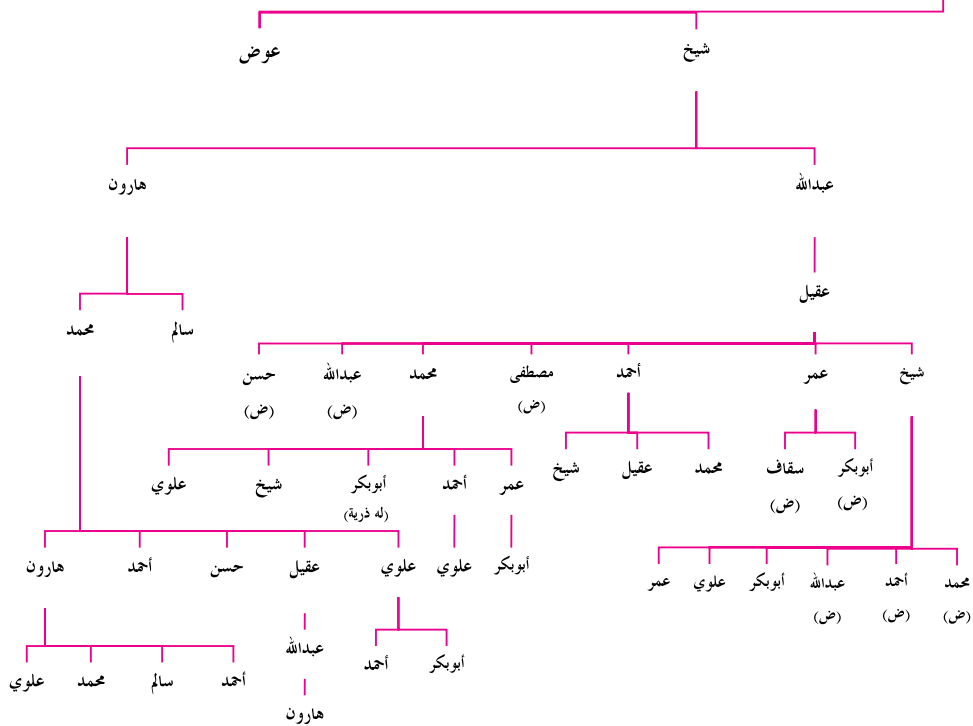 شيخ عوض
عبدالله هارون
عقيل
سالم محمد
شيخ عمر أحمد مصطفى محمد عبدالله حسن
(ض) (ض) (ض)
أبوبكر سقاف محمد عقيل شيخ
(ض) (ض)
عمر أحمد أبوبكر شيخ علوي
(له ذرية)
محمد أحمد عبدالله أبوبكر علوي عمر
(ض) (ض) (ض)
أبوبكر علوي علوي عقيل حسن أحمد هارون
أبوبكر أحمد عبدالله
أحمد سالم محمد علوي
هارون